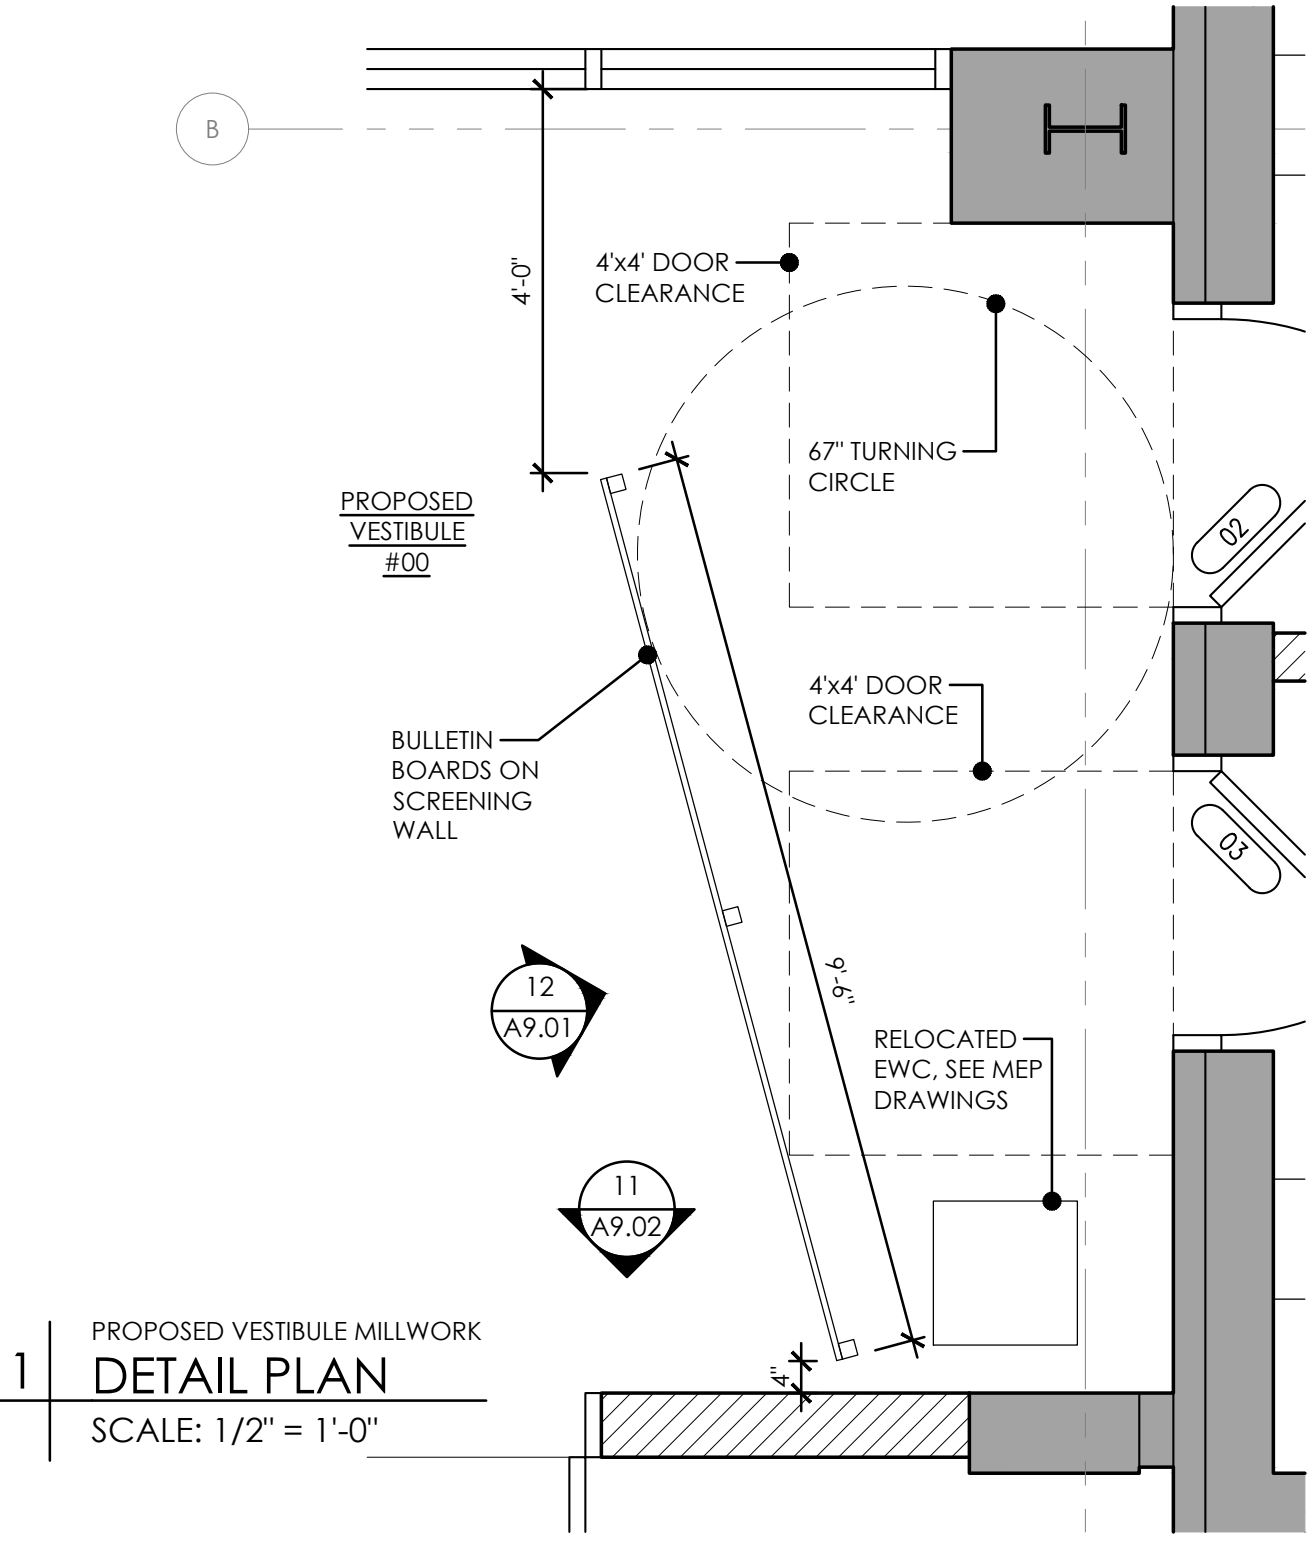 B
4'-0"
4'x4' DOOR
CLEARANCE
67" TURNING
CIRCLE
PROPOSED
VESTIBULE
#00
02
4'x4' DOOR
CLEARANCE
BULLETIN
BOARDS ON
SCREENING
WALL
03
9'-6"
12
A9.01
RELOCATED
EWC, SEE MEP
DRAWINGS
11
A9.02
4"
1
PROPOSED VESTIBULE MILLWORK
DETAIL PLAN
SCALE: 1/2" = 1'-0"